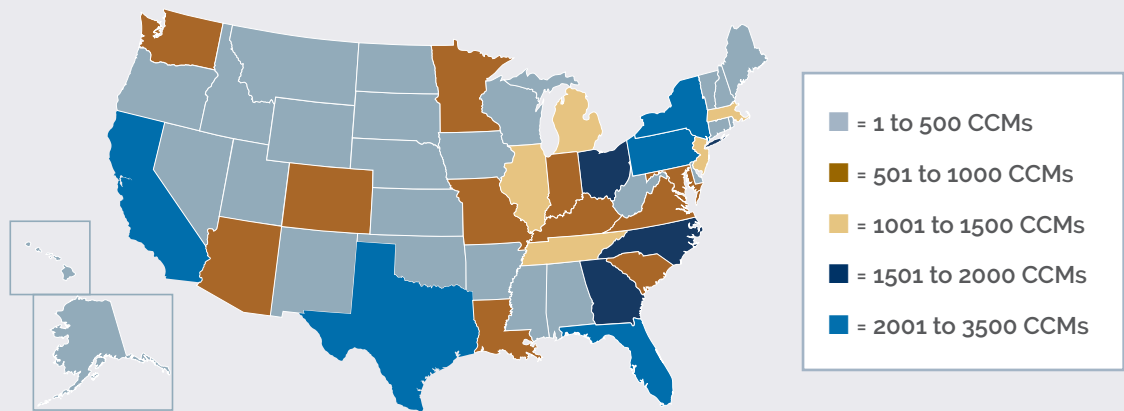 = 1 to 500 CCMs
= 501 to 1000 CCMs
= 1001 to 1500 CCMs
= 1501 to 2000 CCMs
= 2001 to 3500 CCMs